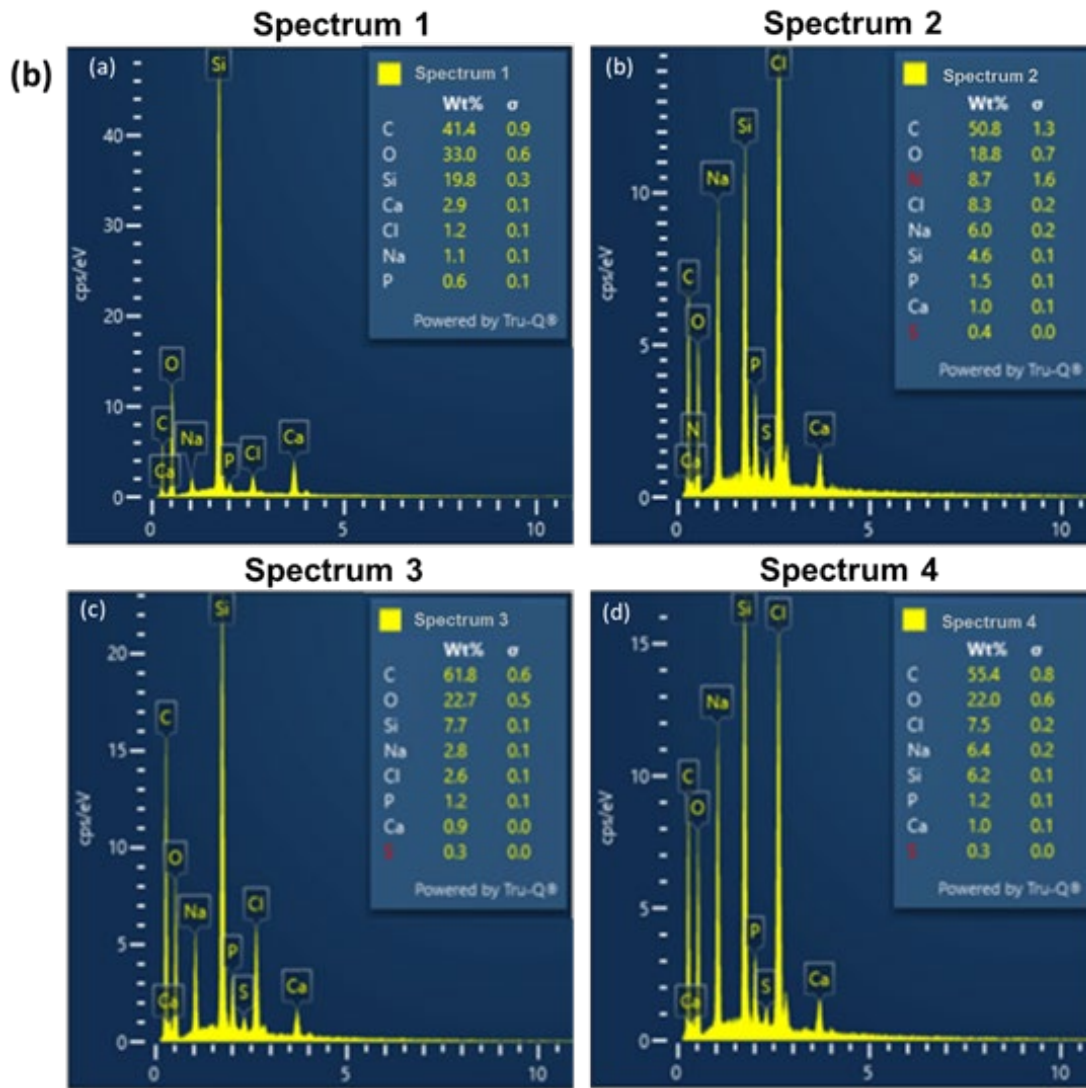 Spectrum 1
Spectrum 2
(b)
(a)
Si
Spectrum 1
Wt% σ
C 41.4 0.9
O 33.0 0.6
Si 19.8 0.3
Ca 2.9 0.1
Cl 1.2 0.1
Na 1.1 0.1
P 0.6 0.1
Powered by Tru-Q®
40
30
20
10
0
cps/eV
O
C
Ca
Na
P
Cl
Ca
0 5 10
(b)
Cl
Si
Na
Spectrum 2
Wt% σ
C 50.8 1.3
O 18.8 0.7
N 8.7 1.6
Cl 8.3 0.2
Na 6.0 0.2
Si 4.6 0.1
P 1.5 0.1
Ca 1.0 0.1
S 0.4 0.0
Powered by Tru-Q®
10
5
0
cps/eV
C
O
N
Ca
P
S
Ca
0 5 10
Spectrum 3
Spectrum 4
(c)
Si
Spectrum 3
Wt% σ
C 61.8 0.6
O 22.7 0.5
Si 7.7 0.1
Na 2.8 0.1
Cl 2.6 0.1
P 1.2 0.1
Ca 0.9 0.0
S 0.3 0.0
Powered by Tru-Q®
20
15
10
5
0
cps/eV
C
O
Na
Ca
P
S
Cl
Ca
0 5 10
(d)
Si
Cl
Na
Spectrum 4
Wt% σ
C 55.4 0.8
O 22.0 0.6
Cl 7.5 0.2
Na 6.4 0.2
Si 6.2 0.1
P 1.2 0.1
Ca 1.0 0.1
S 0.3 0.0
Powered by Tru-Q®
15
10
5
0
cps/eV
C
O
Ca
P
S
Ca
0 5 10